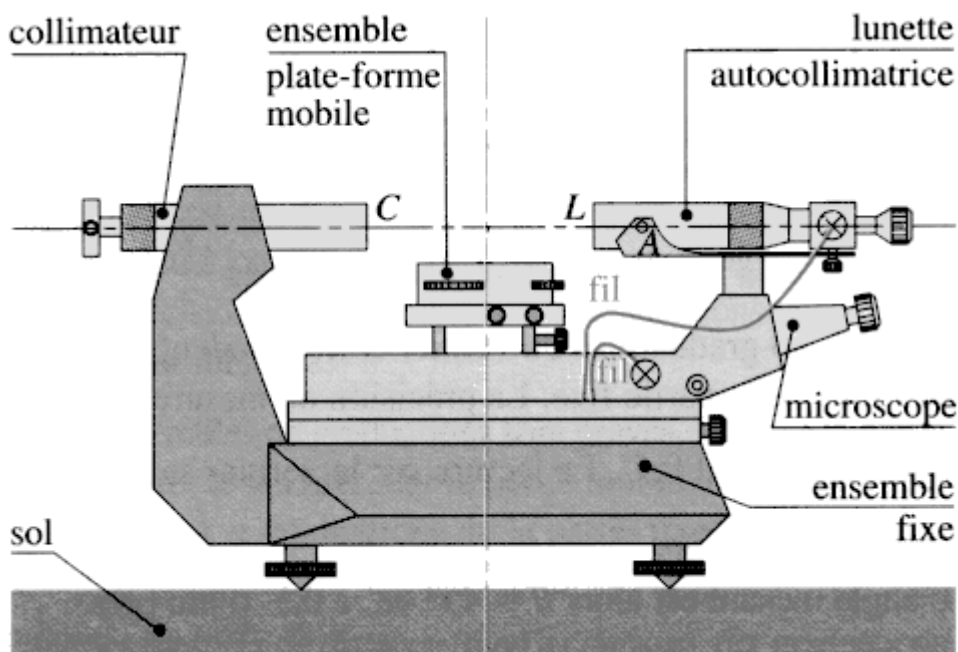 collimateur
ensemble
plate-forme
mobile
lunette
autocollimatrice
C
L
A
fil
fil
microscope
ensemble
fixe
sol